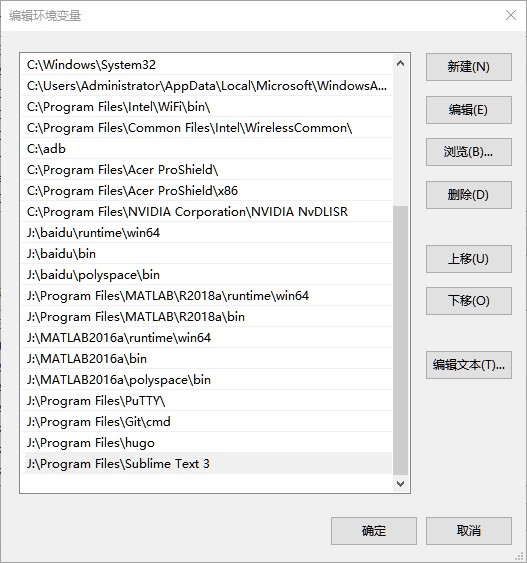 编辑环境变量
C:\Windows\System32
C:\Users\Administrator\AppData\Local\Microsoft\WindowsA...
C:\Program Files\Intel\WiFi\bin\
C:\Program Files\Common Files\Intel\WirelessCommon\
C:\adb
C:\Program Files\Acer ProShield\
C:\Program Files\Acer ProShield\x86
C:\Program Files\NVIDIA Corporation\NVIDIA NvDLISR
J:\baidu\runtime\win64
J:\baidu\bin
J:\baidu\polyspace\bin
J:\Program Files\MATLAB\R2018a\runtime\win64
J:\Program Files\MATLAB\R2018a\bin
J:\MATLAB2016a\runtime\win64
J:\MATLAB2016a\bin
J:\MATLAB2016a\polyspace\bin
J:\Program Files\PuTTY\
J:\Program Files\Git\cmd
J:\Program Files\hugo
J:\Program Files\Sublime Text 3
新建(N)
编辑(E)
浏览(B)...
删除(D)
上移(U)
下移(O)
编辑文本(T)...
确定
取消